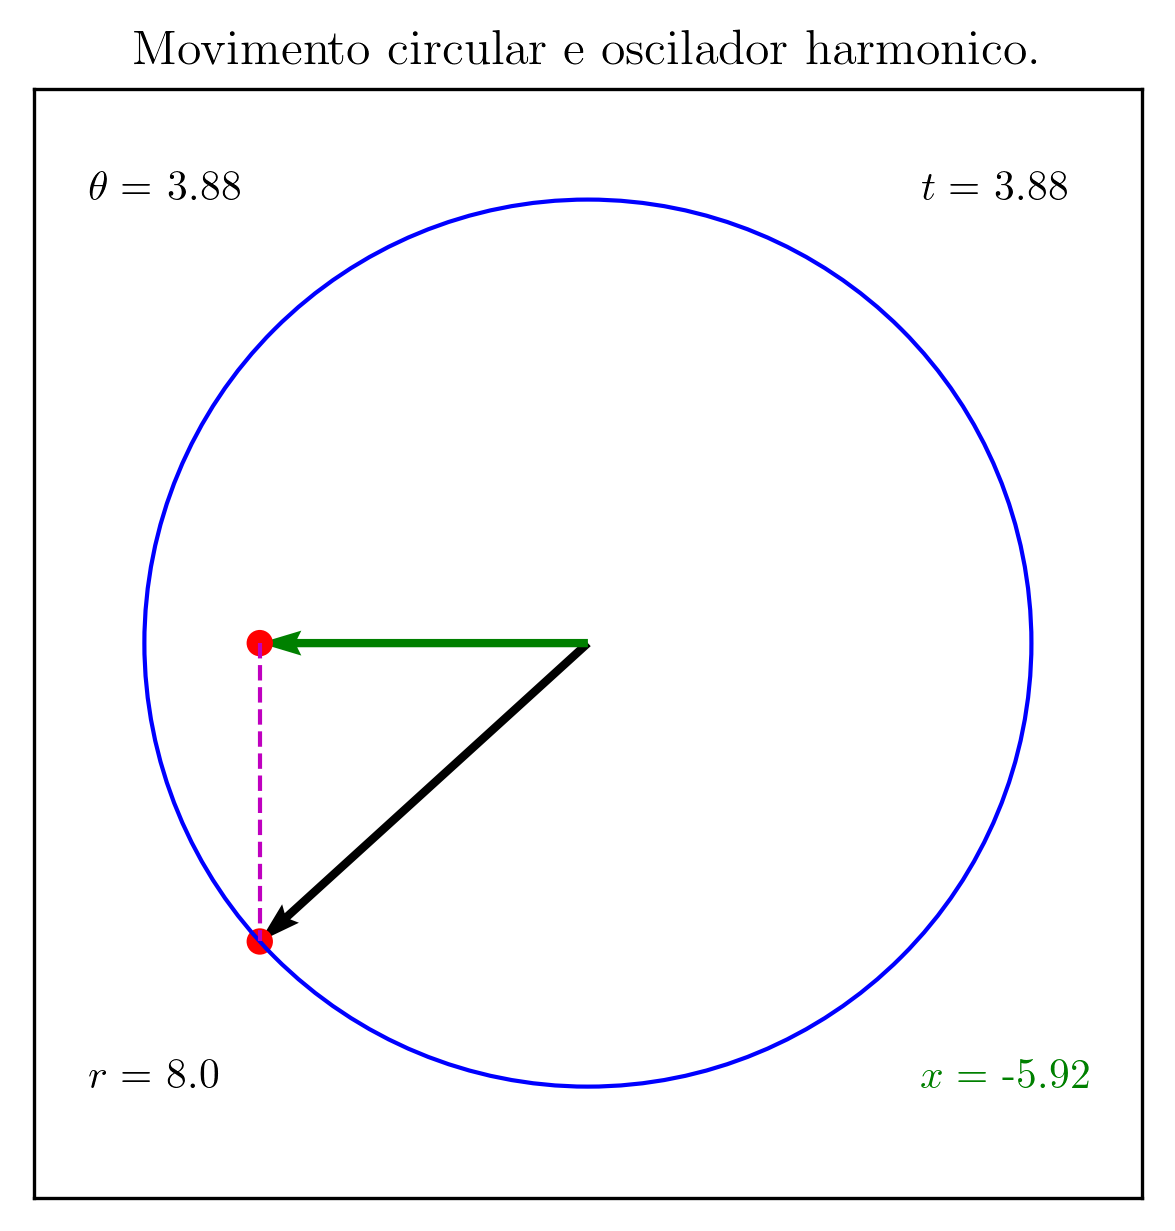 Movimento circular e oscilador harmonico.
θ = 3.88
t = 3.88
r = 8.0
x = -5.92